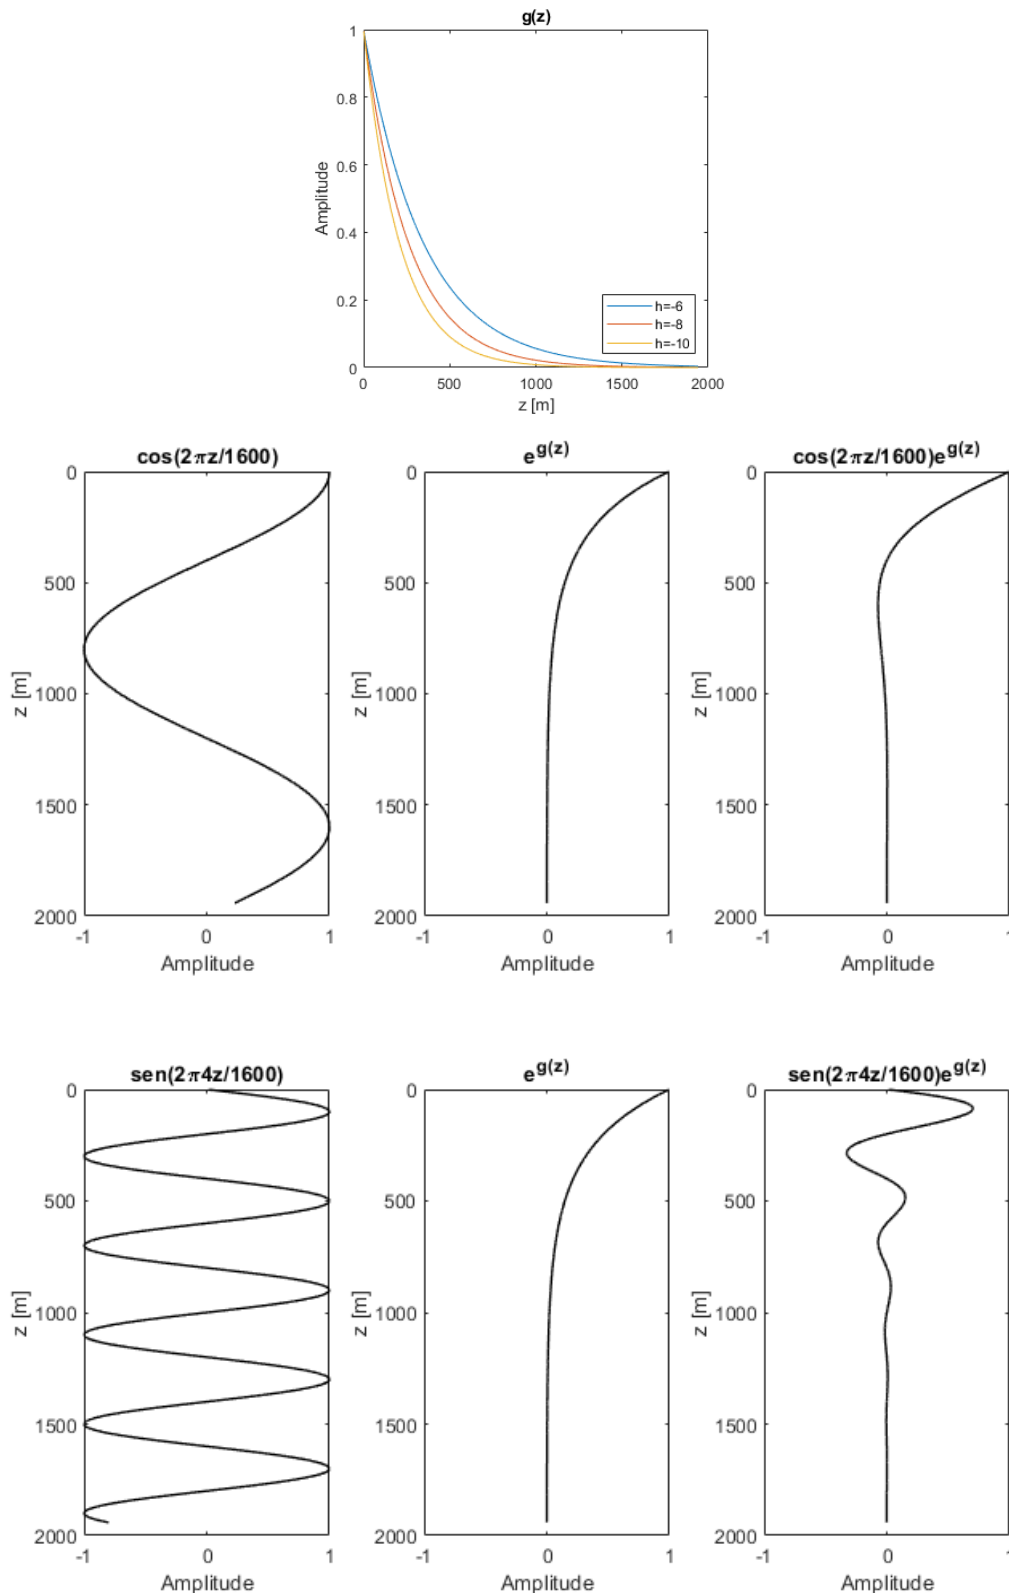 g(z)
1
0.8
0.6
0.4
0.2
0
Amplitude
h=-6
h=-8
h=-10
0 500 1000 1500 2000
z [m]
cos(2πz/1600)
0
500
1000
1500
2000
z [m]
-1 0 1
Amplitude
e^g(z)
0
500
1000
1500
2000
z [m]
-1 0 1
Amplitude
cos(2πz/1600)e^g(z)
0
500
1000
1500
2000
z [m]
-1 0 1
Amplitude
sen(2π4z/1600)
0
500
1000
1500
2000
z [m]
-1 0 1
Amplitude
e^g(z)
0
500
1000
1500
2000
z [m]
-1 0 1
Amplitude
sen(2π4z/1600)e^g(z)
0
500
1000
1500
2000
z [m]
-1 0 1
Amplitude